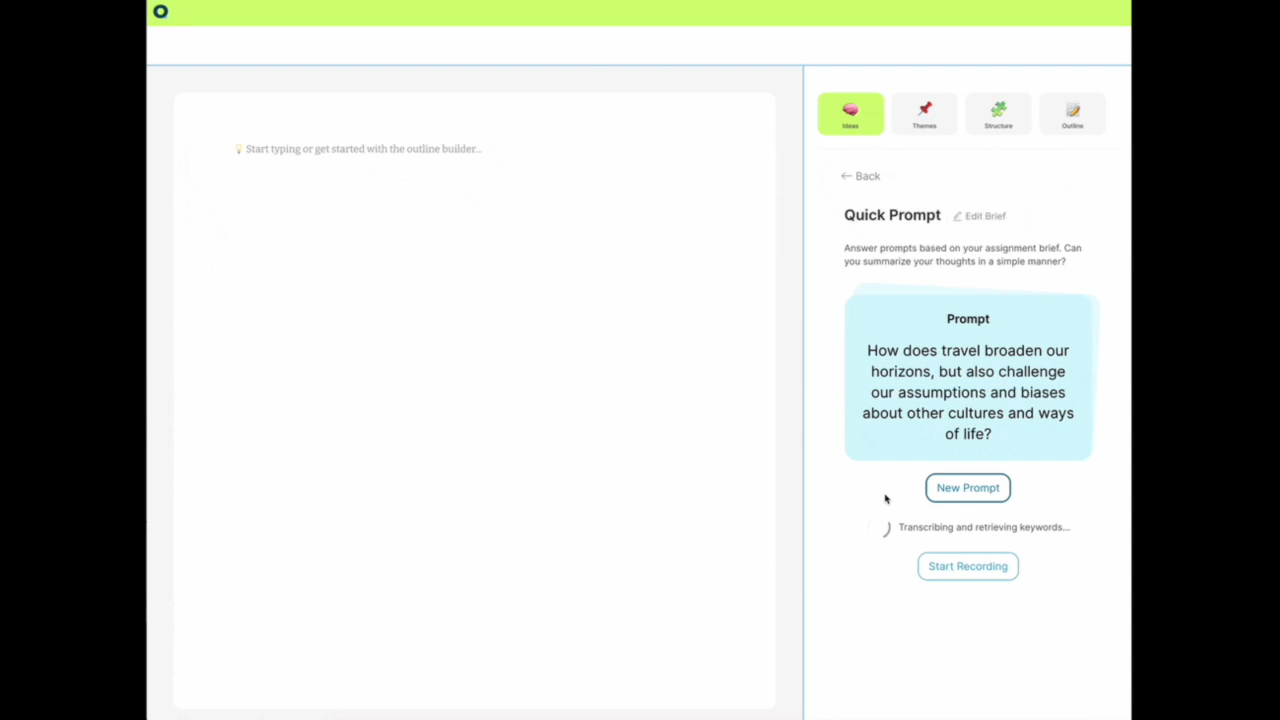 Start typing or get started with the outline builder...
Ideas
Themes
Structure
Outline
Back
Quick Prompt
Edit Brief
Answer prompts based on your assignment brief. Can
you summarize your thoughts in a simple manner?
Prompt
How does travel broaden our
horizons, but also challenge
our assumptions and biases
about other cultures and ways
of life?
New Prompt
Transcribing and retrieving keywords...
Start Recording